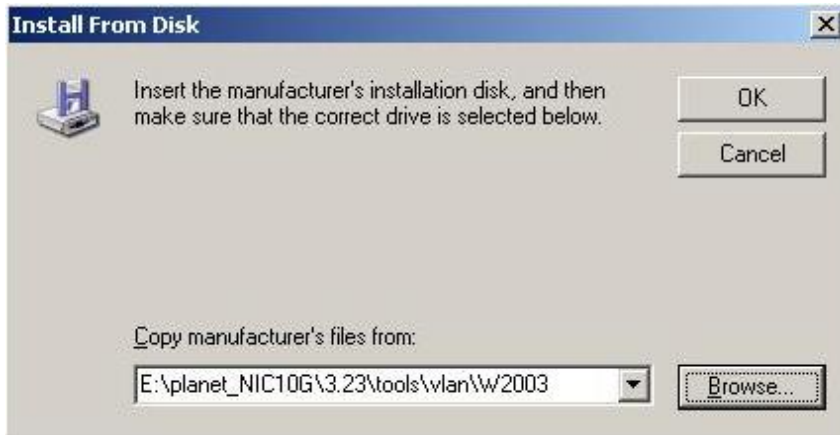 Install From Disk
Insert the manufacturer's installation disk, and then
make sure that the correct drive is selected below.
OK
Cancel
Copy manufacturer's files from:
E:\planet_NIC10G\3.23\tools\vlan\W2003
Browse...